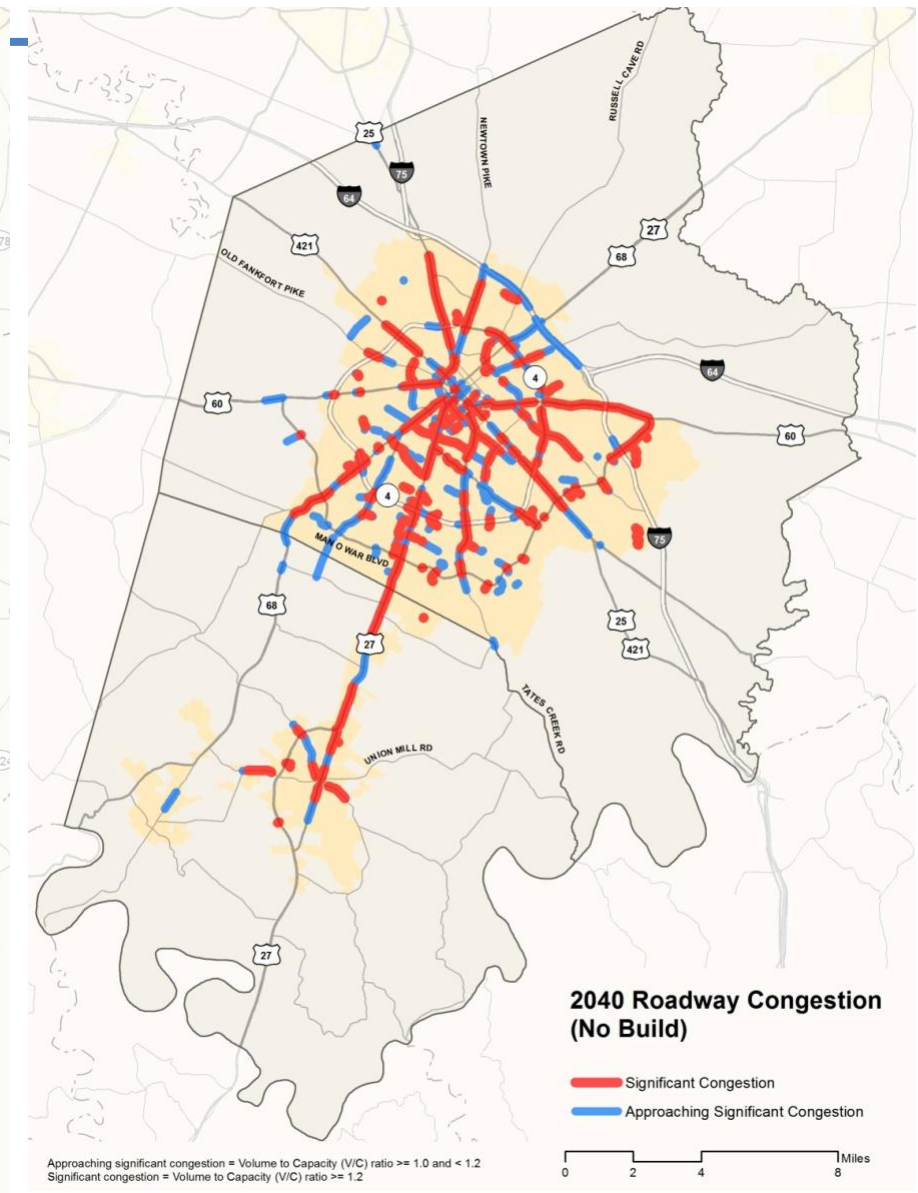 RUSSELL CAVE RD
25
NEWTOWN PIKE
75
64
27
421
68
OLD FANKFORT PIKE
64
4
60
60
4
MAN O WAR BLVD
75
68
25
27
421
TATES CREEK RD
UNION MILL RD
27
2040 Roadway Congestion
(No Build)
Significant Congestion
Approaching Significant Congestion
Approaching significant congestion = Volume to Capacity (V/C) ratio >= 1.0 and < 1.2
Significant congestion = Volume to Capacity (V/C) ratio >= 1.2
Miles
0 2 4 8